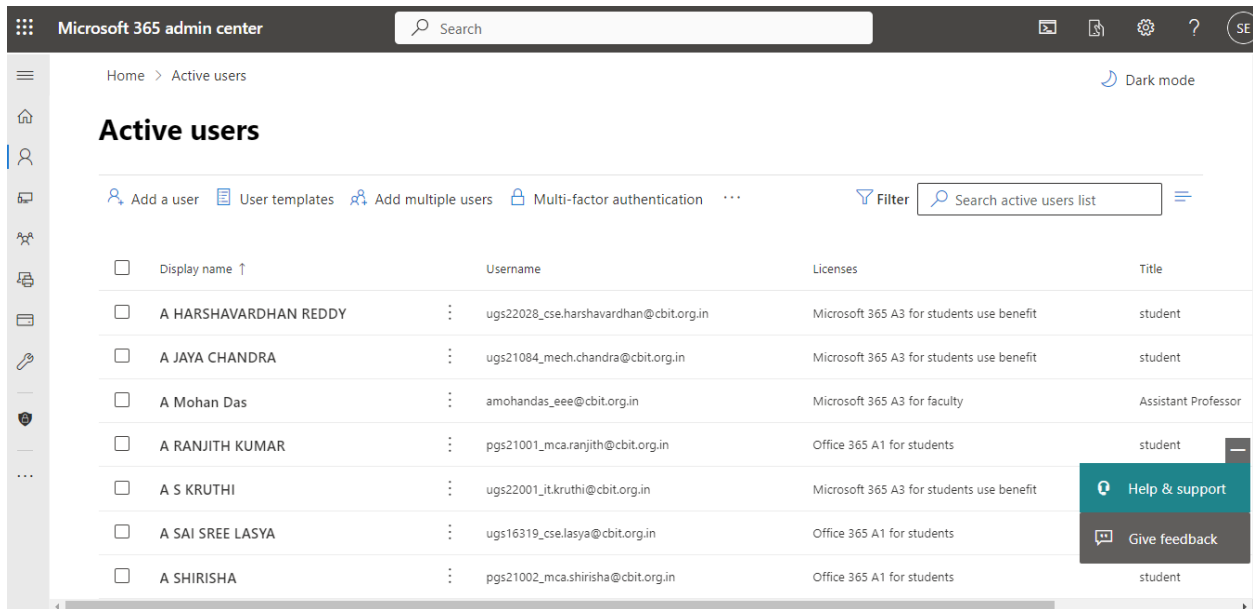 Microsoft 365 admin center Search SE
Home > Active users Dark mode
Active users
Add a user User templates Add multiple users Multi-factor authentication ... Filter Search active users list
Display name ↑ Username Licenses Title
A HARSHAVARDHAN REDDY ugs22028_cse.harshavardhan@cbit.org.in Microsoft 365 A3 for students use benefit student
A JAYA CHANDRA ugs21084_mech.chandra@cbit.org.in Microsoft 365 A3 for students use benefit student
A Mohan Das amohandas_eee@cbit.org.in Microsoft 365 A3 for faculty Assistant Professor
A RANJITH KUMAR pgs21001_mca.ranjith@cbit.org.in Office 365 A1 for students student
A S KRUTHI ugs22001_it.kruthi@cbit.org.in Microsoft 365 A3 for students use benefit
Help & support
A SAI SREE LASYA ugs16319_cse.lasya@cbit.org.in Office 365 A1 for students
Give feedback
A SHIRISHA pgs21002_mca.shirisha@cbit.org.in Office 365 A1 for students student